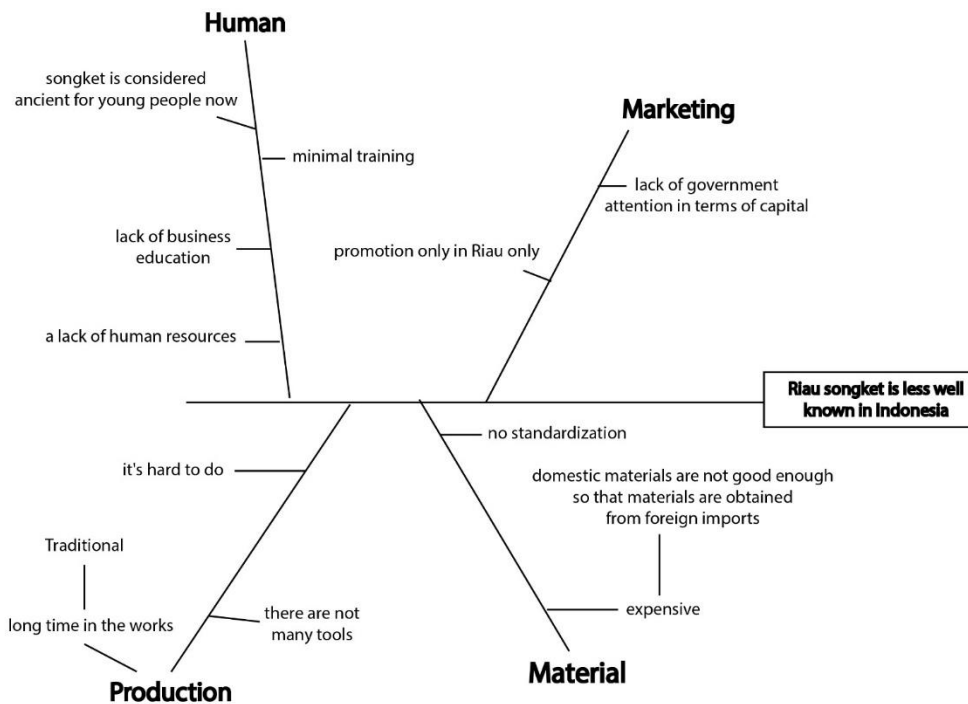 Human
songket is considered
ancient for young people now
minimal training
lack of business
education
a lack of human resources
Marketing
lack of government
attention in terms of capital
promotion only in Riau only
Riau songket is less well
known in Indonesia
it's hard to do
Traditional
long time in the works
there are not
many tools
Production
no standardization
domestic materials are not good enough
so that materials are obtained
from foreign imports
expensive
Material